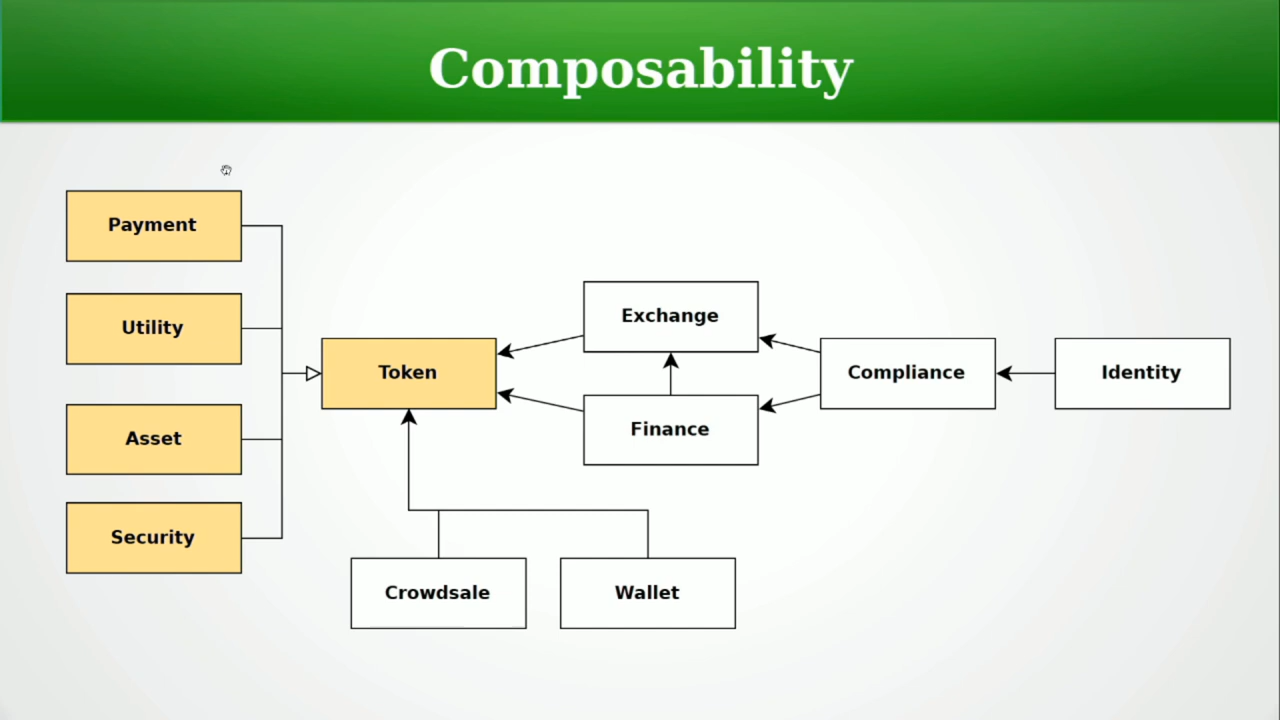 Composability
Payment
Utility
Asset
Security
Token
Exchange
Finance
Compliance
Identity
Crowdsale
Wallet